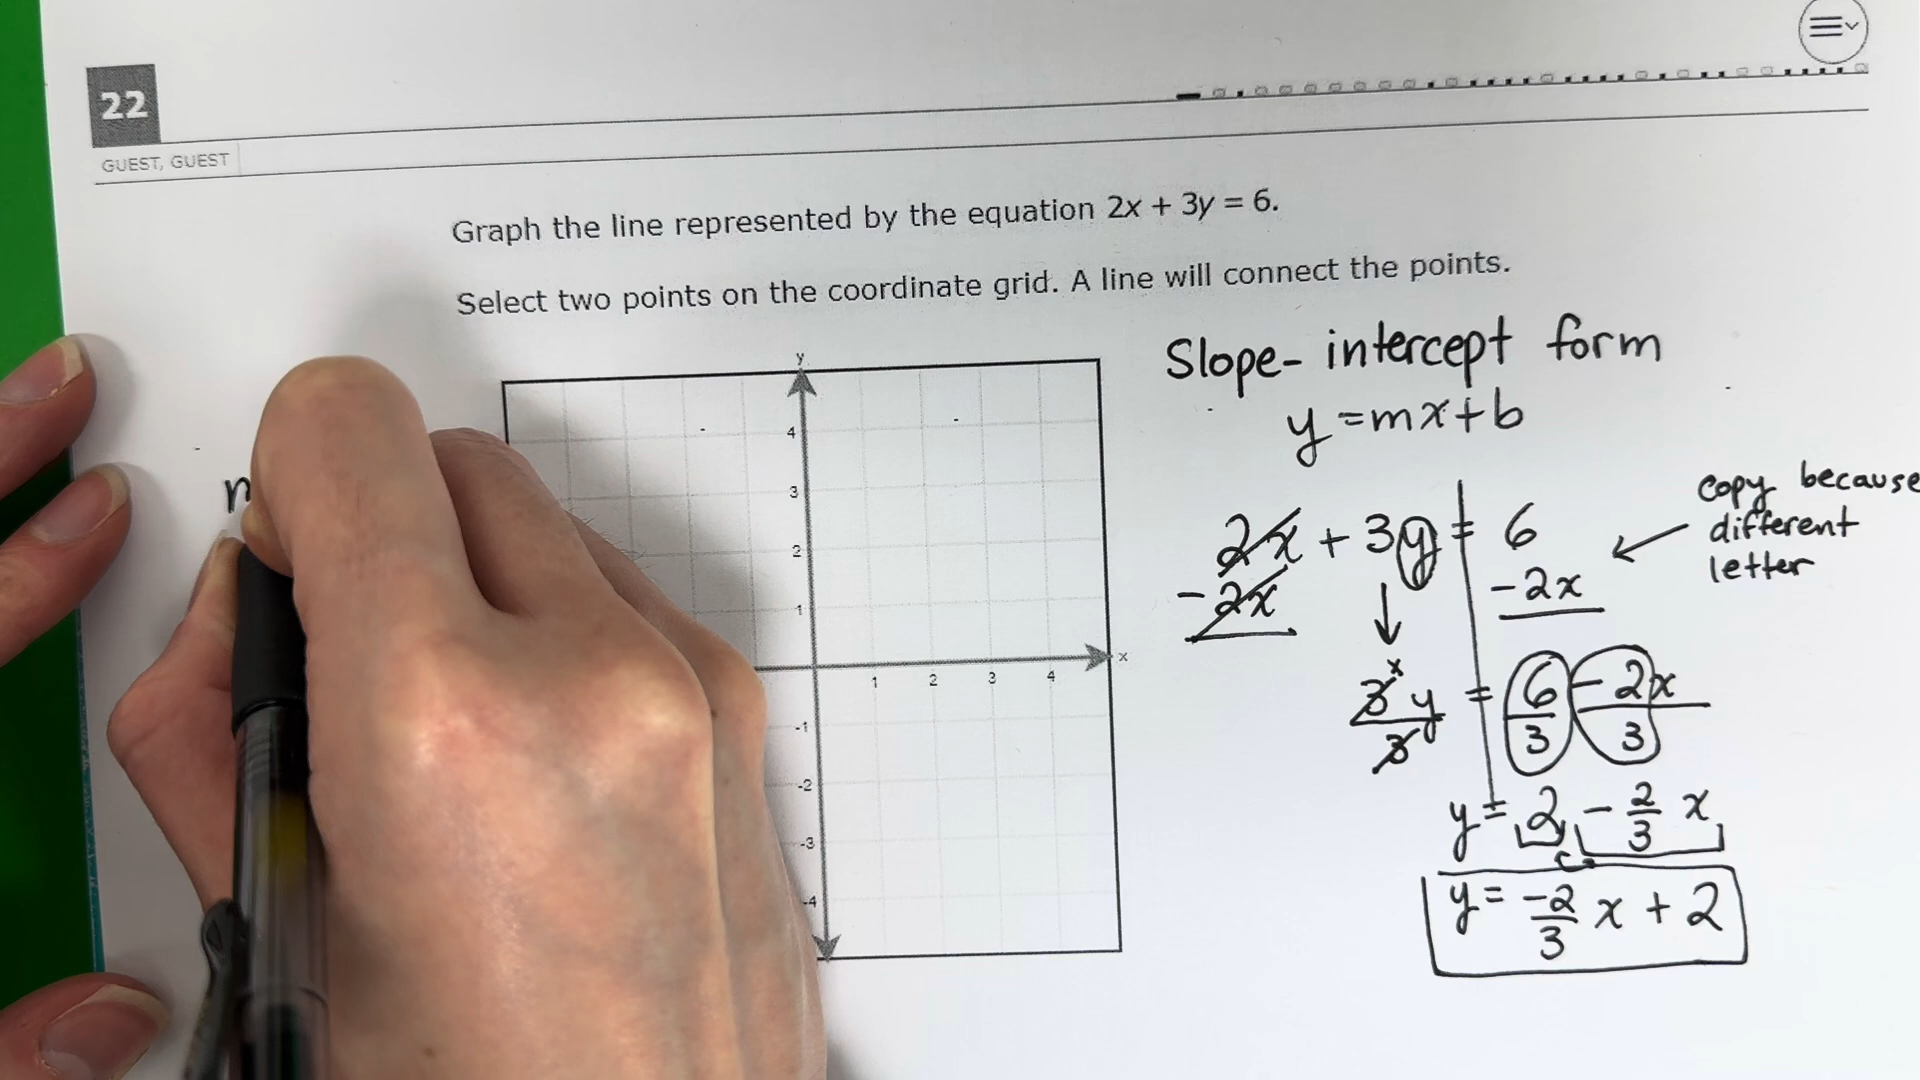 22
GUEST, GUEST
Graph the line represented by the equation 2x + 3y = 6.
Select two points on the coordinate grid. A line will connect the points.
Slope- intercept form
y = mx + b
copy because
different
letter
2x + 3y = 6
-2x -2x
3y = 6 - 2x
3 3 3
y = 2 - 2/3 x
y = -2/3 x + 2
y
4
3
2
1
x
1 2 3 4
-1
-2
-3
-4